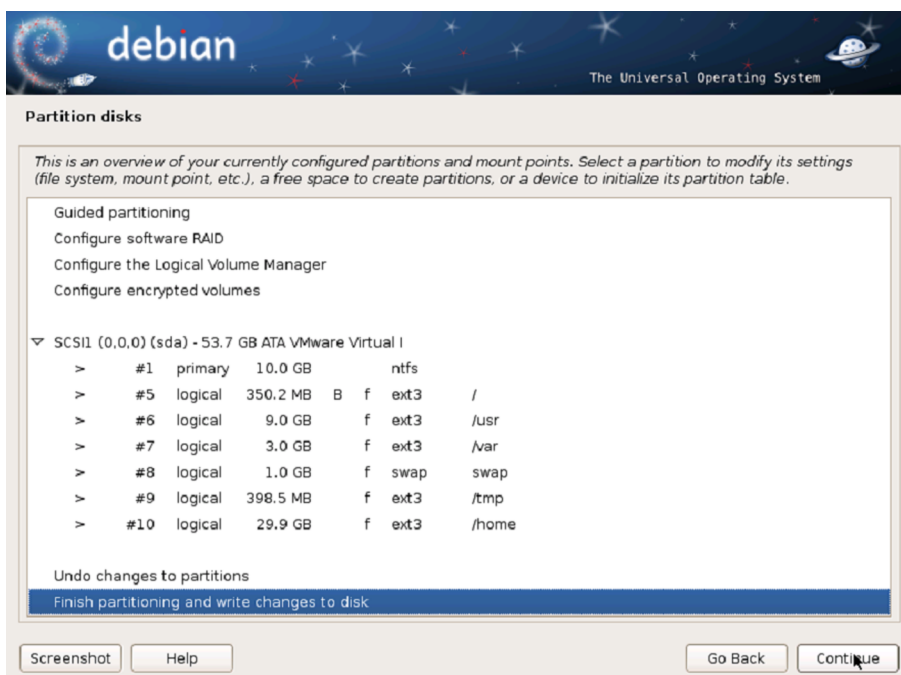 debian
The Universal Operating System
Partition disks
This is an overview of your currently configured partitions and mount points. Select a partition to modify its settings
(file system, mount point, etc.), a free space to create partitions, or a device to initialize its partition table.
Guided partitioning
Configure software RAID
Configure the Logical Volume Manager
Configure encrypted volumes
SCSI1 (0,0,0) (sda) - 53.7 GB ATA VMware Virtual I
> #1 primary 10.0 GB ntfs
> #5 logical 350.2 MB B f ext3 /
> #6 logical 9.0 GB f ext3 /usr
> #7 logical 3.0 GB f ext3 /var
> #8 logical 1.0 GB f swap swap
> #9 logical 398.5 MB f ext3 /tmp
> #10 logical 29.9 GB f ext3 /home
Undo changes to partitions
Finish partitioning and write changes to disk
Screenshot Help Go Back Continue